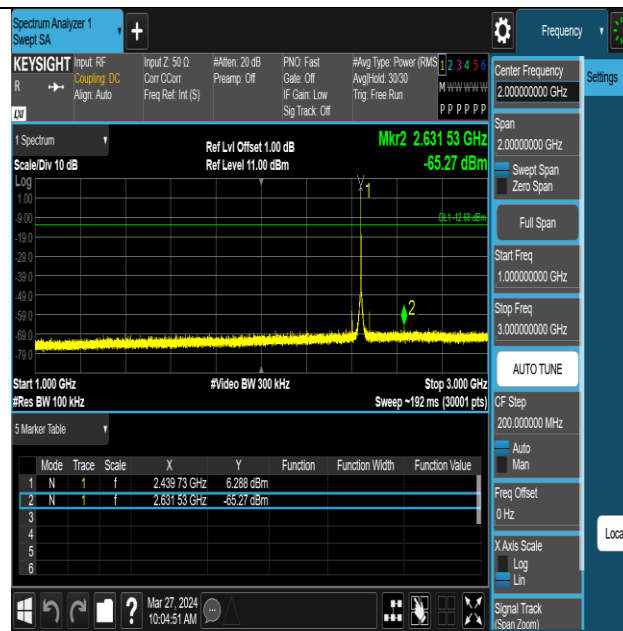 Spectrum Analyzer 1
Swept SA
+
Frequency
KEYSIGHT
R
LXI
Input: RF
Coupling: DC
Align: Auto
Input Z: 50 Ω
Corr CCorr
Freq Ref: Int (S)
#Atten: 20 dB
Preamp: Off
PNO: Fast
Gate: Off
IF Gain: Low
Sig Track: Off
#Avg Type: Power (RMS
Avg|Hold: 30/30
Trig: Free Run
1 2 3 4 5 6
M W W W W W
P P P P P P
1 Spectrum
Scale/Div 10 dB
Log
Ref Lvl Offset 1.00 dB
Ref Level 11.00 dBm
Mkr2 2.631 53 GHz
-65.27 dBm
1.00
-9.00
-19.0
-29.0
-39.0
-49.0
-59.0
-69.0
-79.0
1
DL1 -12.98 dBm
2
Start 1.000 GHz
#Res BW 100 kHz
#Video BW 300 kHz
Stop 3.000 GHz
Sweep ~192 ms (30001 pts)
5 Marker Table
Mode Trace Scale X Y Function Function Width Function Value
1 N 1 f 2.439 73 GHz 6.288 dBm
2 N 1 f 2.631 53 GHz -65.27 dBm
3
4
5
6
?
Mar 27, 2024
10:04:51 AM
Center Frequency
2.000000000 GHz
Settings
Span
2.00000000 GHz
Swept Span
Zero Span
Full Span
Start Freq
1.000000000 GHz
Stop Freq
3.000000000 GHz
AUTO TUNE
CF Step
200.000000 MHz
Auto
Man
Freq Offset
0 Hz
Loca
X Axis Scale
Log
Lin
Signal Track
(Span Zoom)